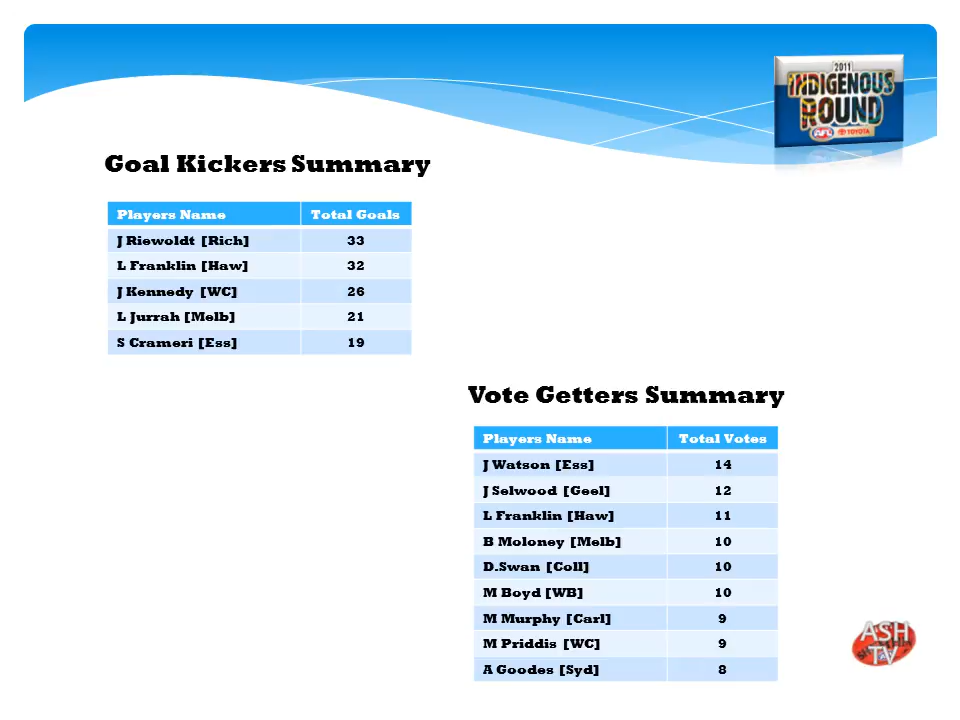 2011
INDIGENOUS
ROUND
AFL TOYOTA
Goal Kickers Summary
Players Name Total Goals
J Riewoldt [Rich] 33
L Franklin [Haw] 32
J Kennedy [WC] 26
L Jurrah [Melb] 21
S Crameri [Ess] 19
Vote Getters Summary
Players Name Total Votes
J Watson [Ess] 14
J Selwood [Geel] 12
L Franklin [Haw] 11
B Moloney [Melb] 10
D.Swan [Coll] 10
M Boyd [WB] 10
M Murphy [Carl] 9
M Priddis [WC] 9
A Goodes [Syd] 8
ASH
TV